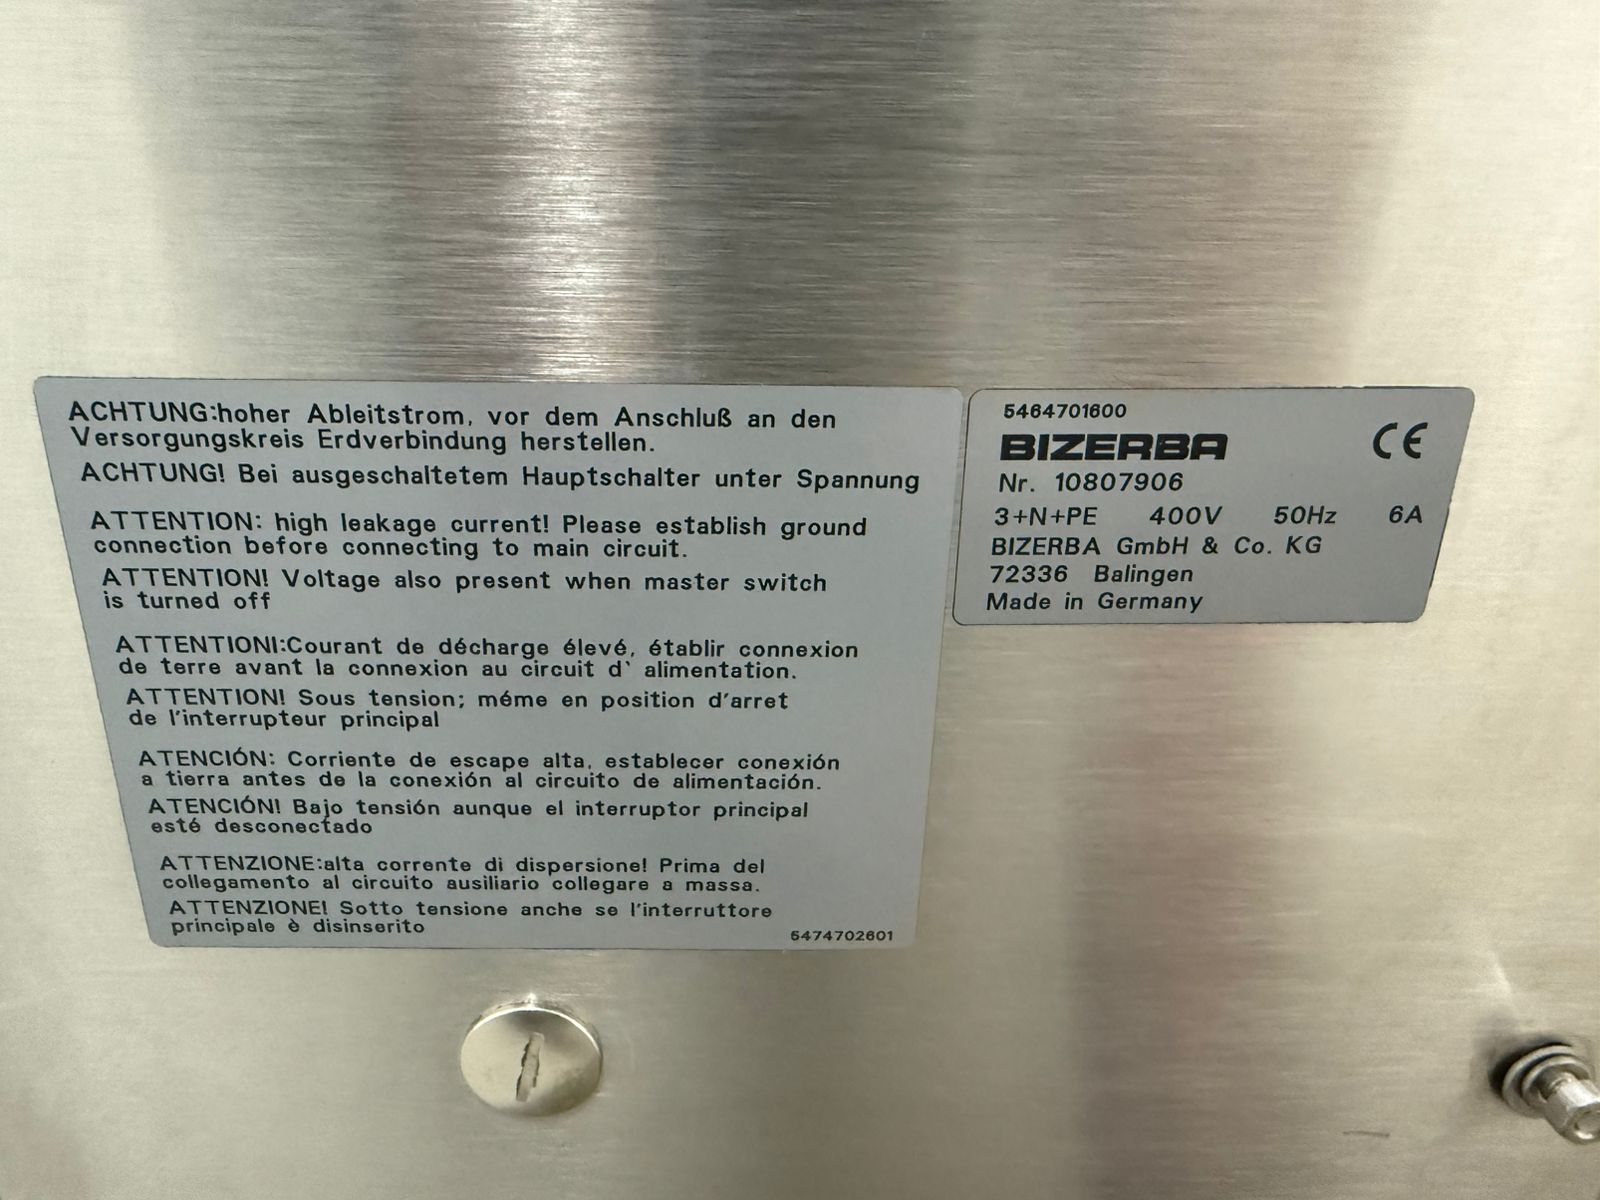 ACHTUNG:hoher Ableitstrom, vor dem Anschluß an den
Versorgungskreis Erdverbindung herstellen.
ACHTUNG! Bei ausgeschaltetem Hauptschalter unter Spannung
ATTENTION: high leakage current! Please establish ground
connection before connecting to main circuit.
ATTENTION! Voltage also present when master switch
is turned off
ATTENTIONI:Courant de décharge élevé, établir connexion
de terre avant la connexion au circuit d' alimentation.
ATTENTION! Sous tension; méme en position d'arret
de l'interrupteur principal
ATENCIÓN: Corriente de escape alta, establecer conexión
a tierra antes de la conexión al circuito de alimentación.
ATENCIÓN! Bajo tensión aunque el interruptor principal
esté desconectado
ATTENZIONE:alta corrente di dispersione! Prima del
collegamento al circuito ausiliario collegare a massa.
ATTENZIONE! Sotto tensione anche se l'interruttore
principale è disinserito
5474702601
5464701600
BIZERBA CE
Nr. 10807906
3+N+PE 400V 50Hz 6A
BIZERBA GmbH & Co. KG
72336 Balingen
Made in Germany